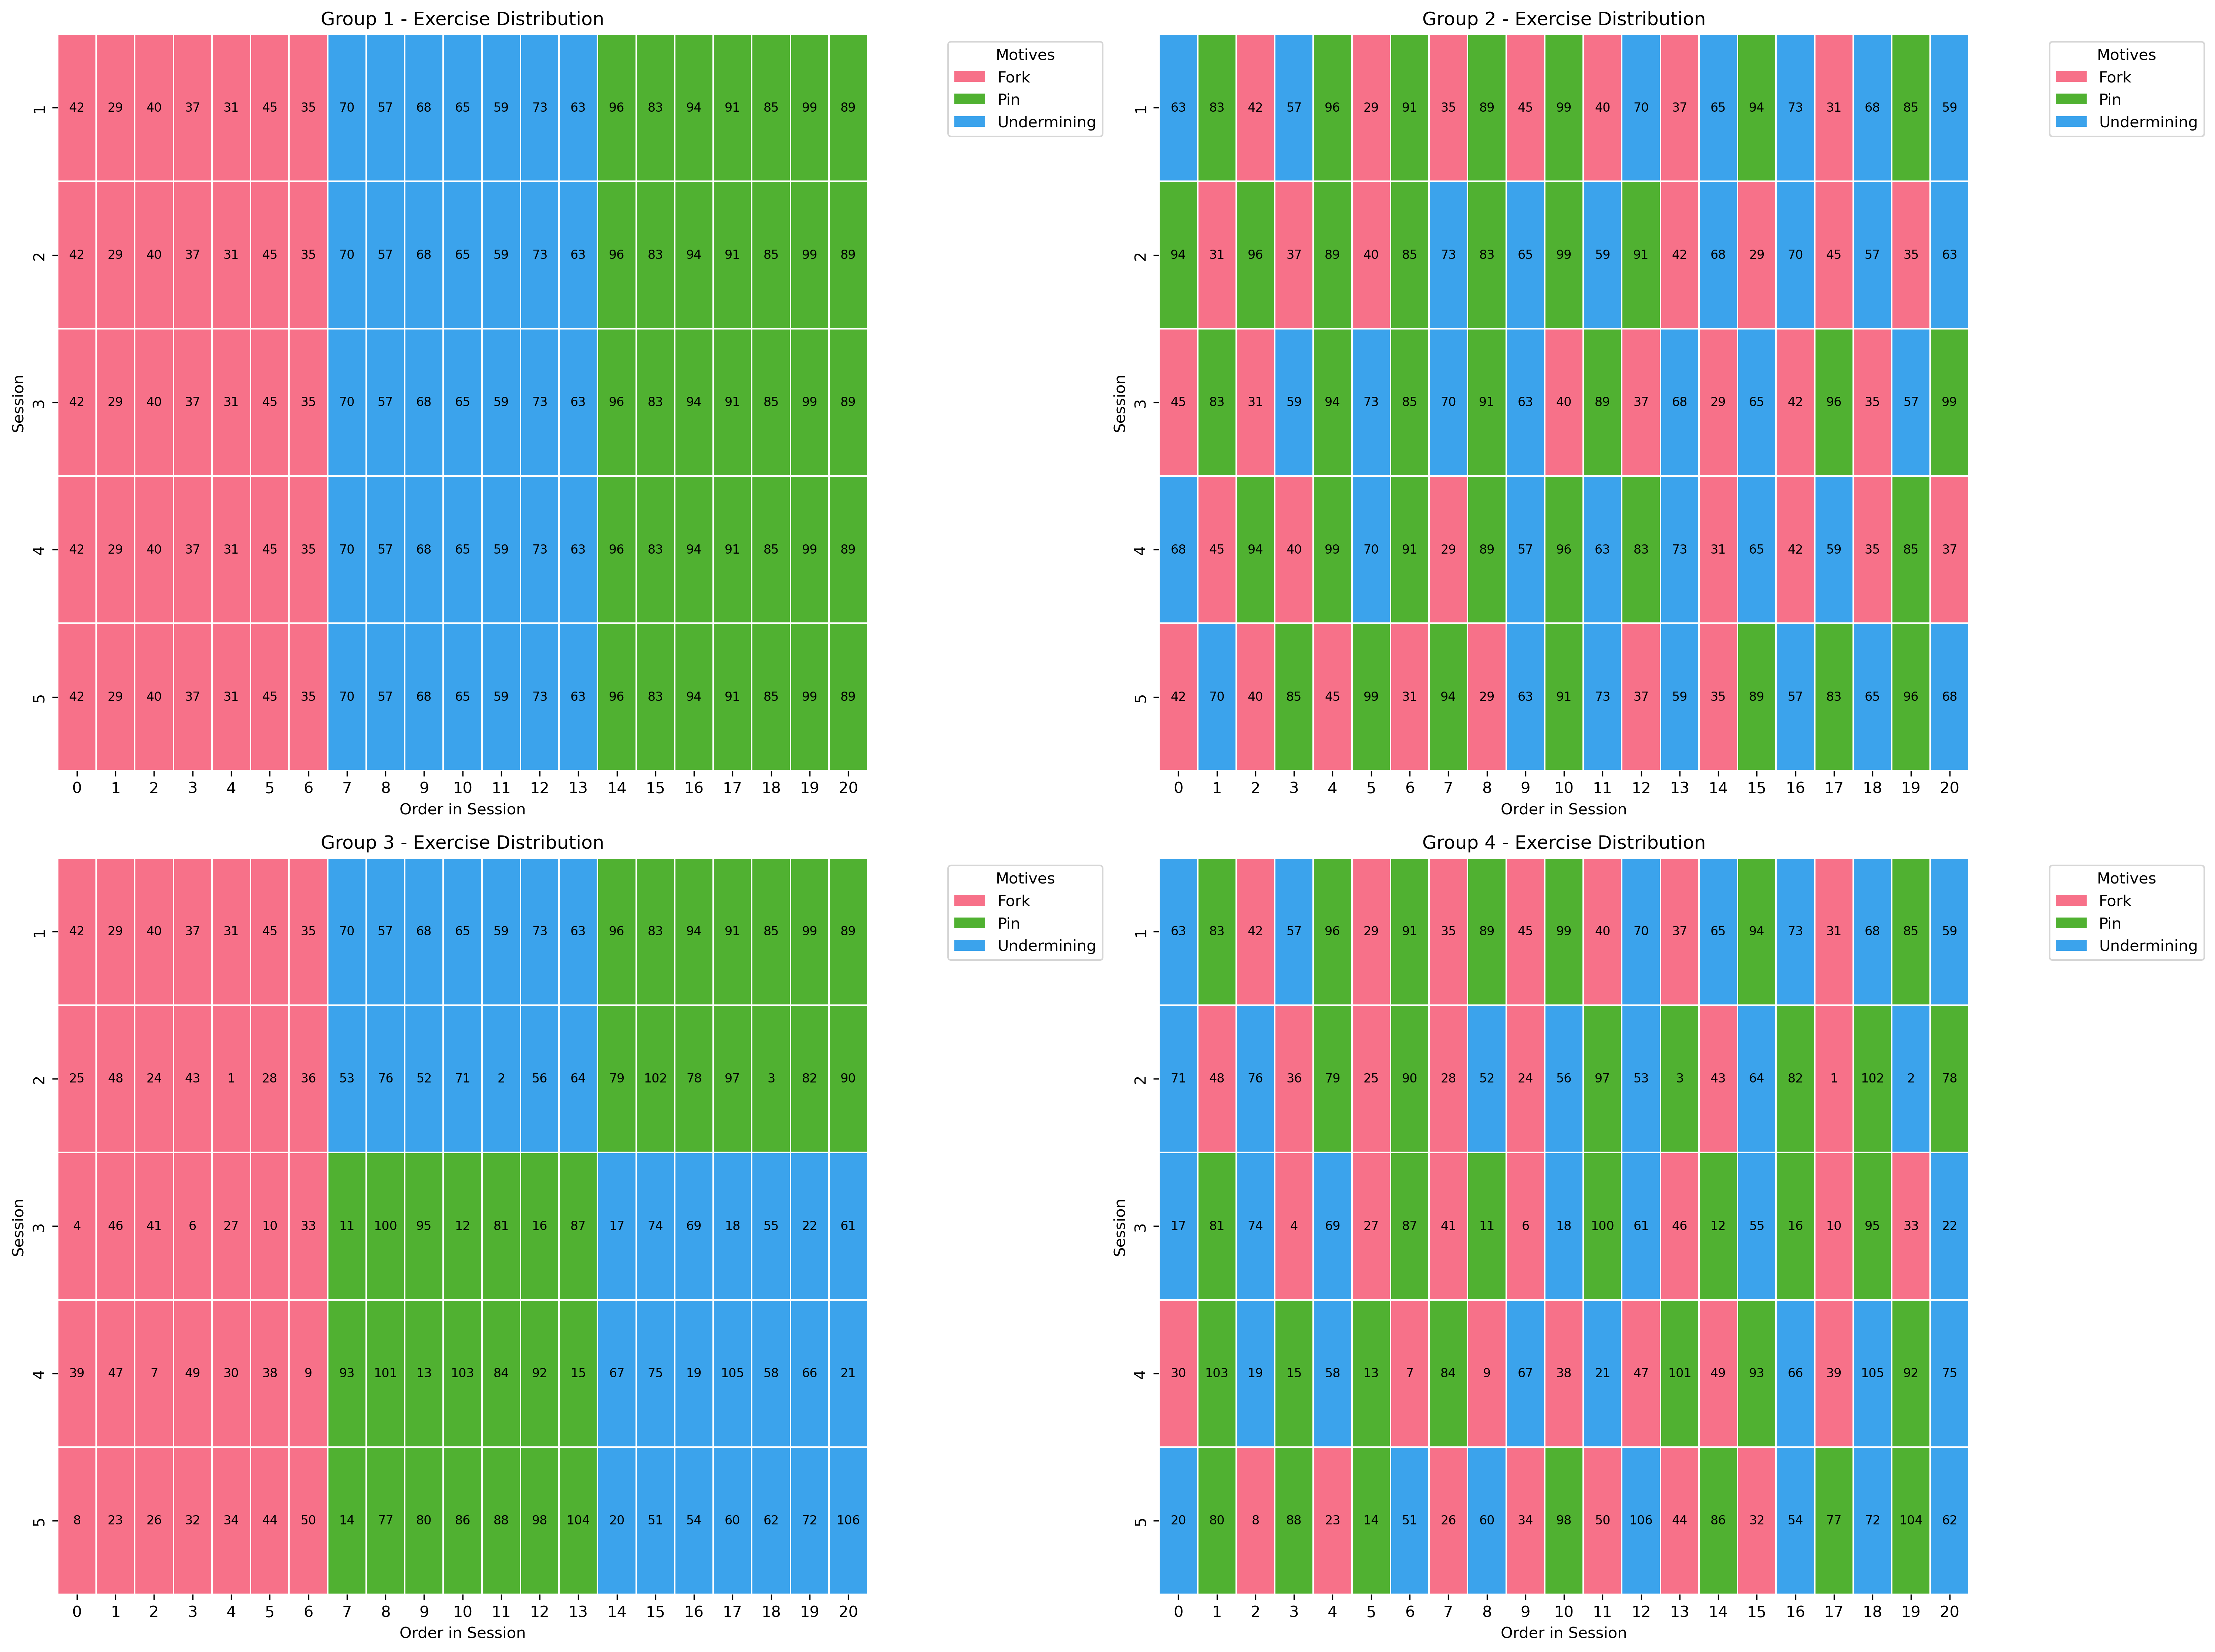 Group 1 - Exercise Distribution
Motives
Fork
Pin
Undermining
Session
1 42 29 40 37 31 45 35 70 57 68 65 59 73 63 96 83 94 91 85 99 89
2 42 29 40 37 31 45 35 70 57 68 65 59 73 63 96 83 94 91 85 99 89
3 42 29 40 37 31 45 35 70 57 68 65 59 73 63 96 83 94 91 85 99 89
4 42 29 40 37 31 45 35 70 57 68 65 59 73 63 96 83 94 91 85 99 89
5 42 29 40 37 31 45 35 70 57 68 65 59 73 63 96 83 94 91 85 99 89
0 1 2 3 4 5 6 7 8 9 10 11 12 13 14 15 16 17 18 19 20
Order in Session
Group 2 - Exercise Distribution
Motives
Fork
Pin
Undermining
Session
1 63 83 42 57 96 29 91 35 89 45 99 40 70 37 65 94 73 31 68 85 59
2 94 31 96 37 89 40 85 73 83 65 99 59 91 42 68 29 70 45 57 35 63
3 45 83 31 59 94 73 85 70 91 63 40 89 37 68 29 65 42 96 35 57 99
4 68 45 94 40 99 70 91 29 89 57 96 63 83 73 31 65 42 59 35 85 37
5 42 70 40 85 45 99 31 94 29 63 91 73 37 59 35 89 57 83 65 96 68
0 1 2 3 4 5 6 7 8 9 10 11 12 13 14 15 16 17 18 19 20
Order in Session
Group 3 - Exercise Distribution
Motives
Fork
Pin
Undermining
Session
1 42 29 40 37 31 45 35 70 57 68 65 59 73 63 96 83 94 91 85 99 89
2 25 48 24 43 1 28 36 53 76 52 71 2 56 64 79 102 78 97 3 82 90
3 4 46 41 6 27 10 33 11 100 95 12 81 16 87 17 74 69 18 55 22 61
4 39 47 7 49 30 38 9 93 101 13 103 84 92 15 67 75 19 105 58 66 21
5 8 23 26 32 34 44 50 14 77 80 86 88 98 104 20 51 54 60 62 72 106
0 1 2 3 4 5 6 7 8 9 10 11 12 13 14 15 16 17 18 19 20
Order in Session
Group 4 - Exercise Distribution
Motives
Fork
Pin
Undermining
Session
1 63 83 42 57 96 29 91 35 89 45 99 40 70 37 65 94 73 31 68 85 59
2 71 48 76 36 79 25 90 28 52 24 56 97 53 3 43 64 82 1 102 2 78
3 17 81 74 4 69 27 87 41 11 6 18 100 61 46 12 55 16 10 95 33 22
4 30 103 19 15 58 13 7 84 9 67 38 21 47 101 49 93 66 39 105 92 75
5 20 80 8 88 23 14 51 26 60 34 98 50 106 44 86 32 54 77 72 104 62
0 1 2 3 4 5 6 7 8 9 10 11 12 13 14 15 16 17 18 19 20
Order in Session